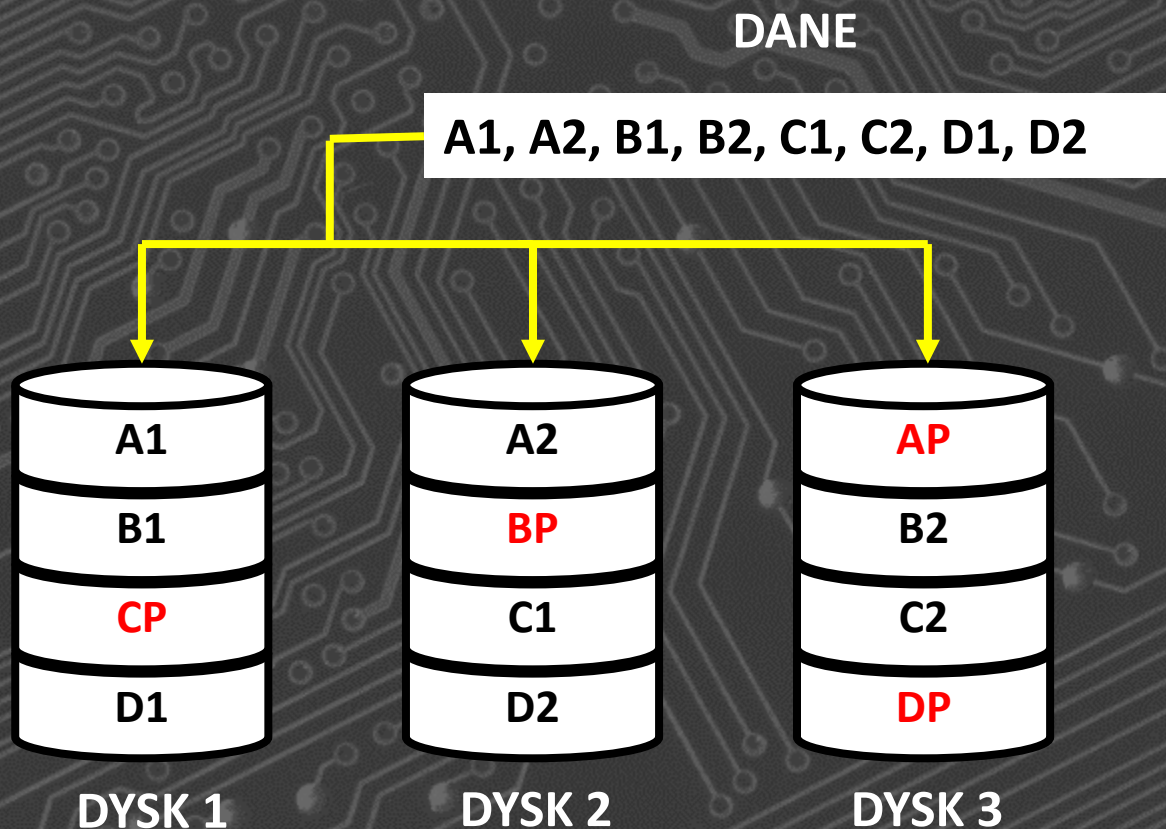 DANE
A1, A2, B1, B2, C1, C2, D1, D2
A1 A2 AP
B1 BP B2
CP C1 C2
D1 D2 DP
DYSK 1 DYSK 2 DYSK 3